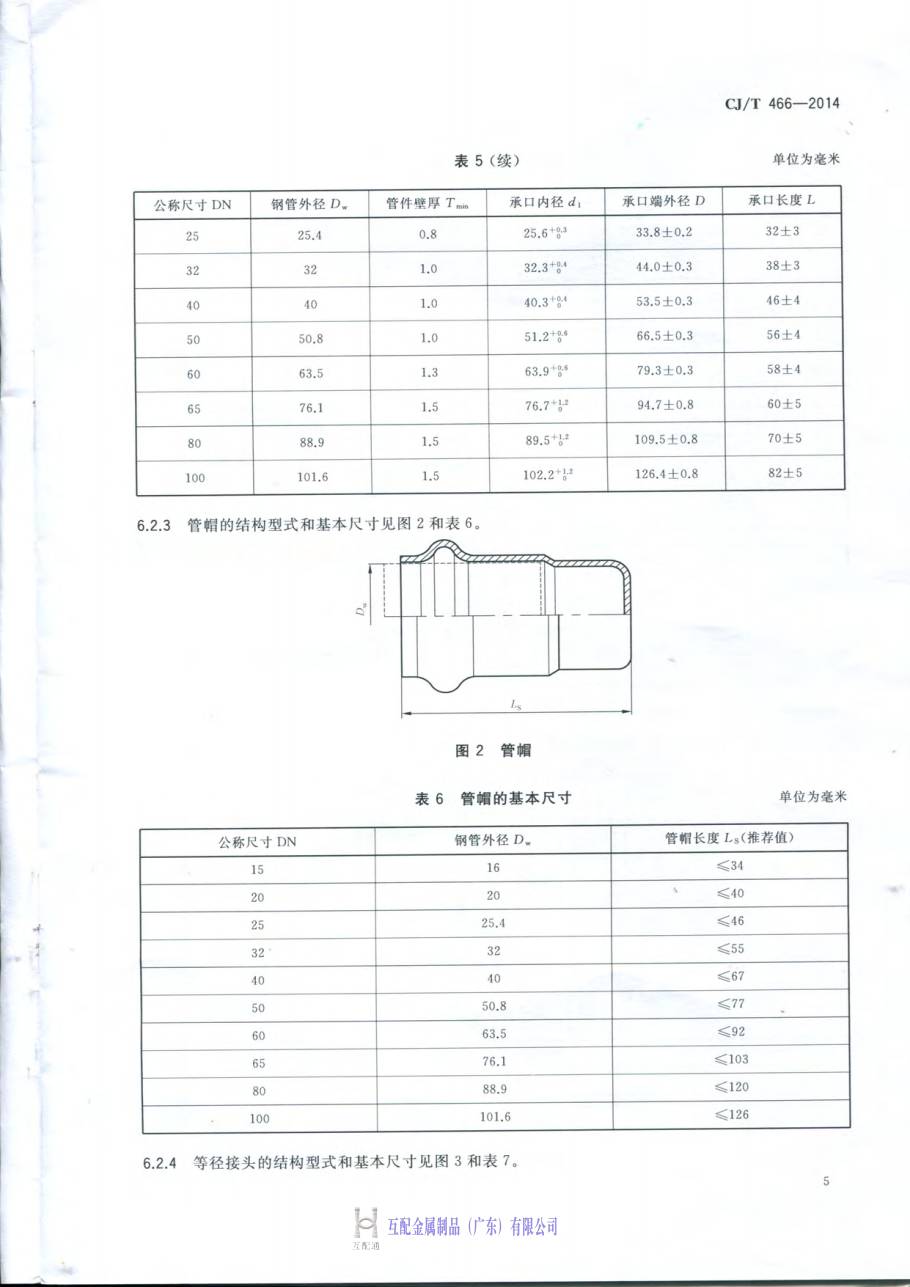 CJ/T 466—2014
表 5（续） 单位为毫米
公称尺寸 DN 钢管外径 Dw 管件壁厚 Tmin 承口内径 d1 承口端外径 D 承口长度 L
25 25.4 0.8 25.6+0.3 0 33.8±0.2 32±3
32 32 1.0 32.3+0.4 0 44.0±0.3 38±3
40 40 1.0 40.3+0.4 0 53.5±0.3 46±4
50 50.8 1.0 51.2+0.6 0 66.5±0.3 56±4
60 63.5 1.3 63.9+0.6 0 79.3±0.3 58±4
65 76.1 1.5 76.7+1.2 0 94.7±0.8 60±5
80 88.9 1.5 89.5+1.2 0 109.5±0.8 70±5
100 101.6 1.5 102.2+1.2 0 126.4±0.8 82±5
6.2.3 管帽的结构型式和基本尺寸见图 2 和表 6。
Dw
LS
图 2 管帽
表 6 管帽的基本尺寸 单位为毫米
公称尺寸 DN 钢管外径 Dw 管帽长度 LS(推荐值)
15 16 ≤34
20 20 ≤40
25 25.4 ≤46
32 32 ≤55
40 40 ≤67
50 50.8 ≤77
60 63.5 ≤92
65 76.1 ≤103
80 88.9 ≤120
100 101.6 ≤126
6.2.4 等径接头的结构型式和基本尺寸见图 3 和表 7。
5
互配金属制品（广东）有限公司
互配通